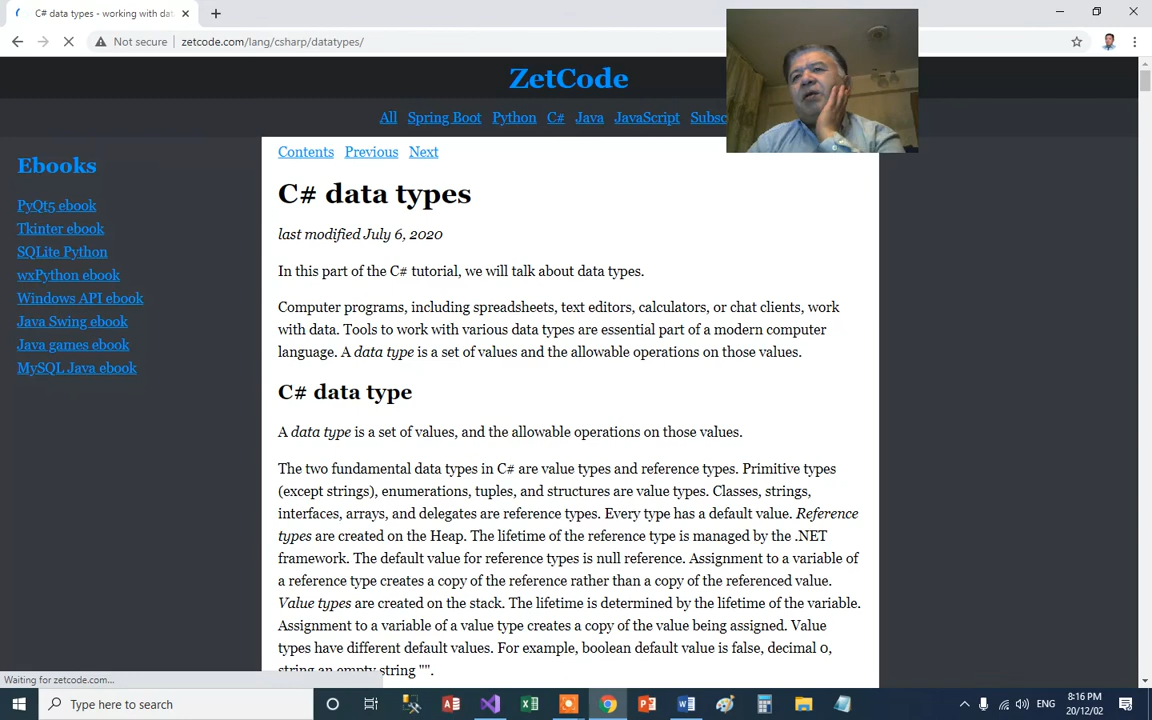 C# data types - working with dat
Not secure
zetcode.com/lang/csharp/datatypes/
ZetCode
All Spring Boot Python C# Java JavaScript Subsc
Ebooks
PyQt5 ebook
Tkinter ebook
SQLite Python
wxPython ebook
Windows API ebook
Java Swing ebook
Java games ebook
MySQL Java ebook
Contents Previous Next
C# data types
last modified July 6, 2020
In this part of the C# tutorial, we will talk about data types.
Computer programs, including spreadsheets, text editors, calculators, or chat clients, work
with data. Tools to work with various data types are essential part of a modern computer
language. A data type is a set of values and the allowable operations on those values.
C# data type
A data type is a set of values, and the allowable operations on those values.
The two fundamental data types in C# are value types and reference types. Primitive types
(except strings), enumerations, tuples, and structures are value types. Classes, strings,
interfaces, arrays, and delegates are reference types. Every type has a default value. Reference
types are created on the Heap. The lifetime of the reference type is managed by the .NET
framework. The default value for reference types is null reference. Assignment to a variable of
a reference type creates a copy of the reference rather than a copy of the referenced value.
Value types are created on the stack. The lifetime is determined by the lifetime of the variable.
Assignment to a variable of a value type creates a copy of the value being assigned. Value
types have different default values. For example, boolean default value is false, decimal 0,
string an empty string "".
Waiting for zetcode.com...
Type here to search
ENG
8:16 PM
20/12/02